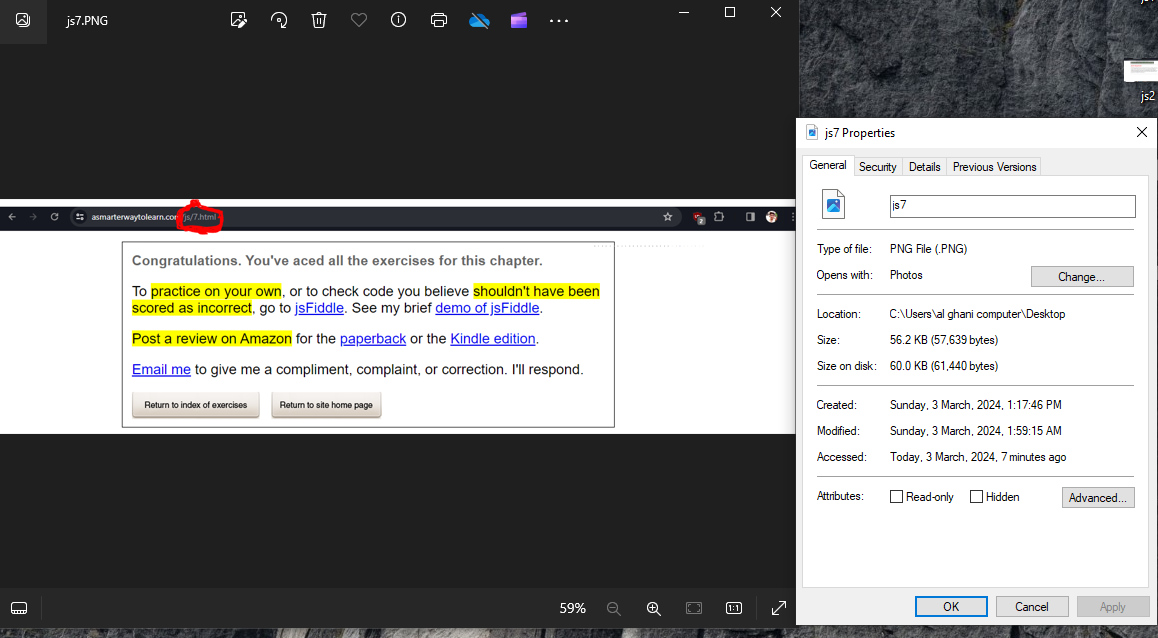 js7.PNG
asmarterwaytolearn.com/js/7.html
2
Congratulations. You've aced all the exercises for this chapter.
To practice on your own, or to check code you believe shouldn't have been
scored as incorrect, go to jsFiddle. See my brief demo of jsFiddle.
Post a review on Amazon for the paperback or the Kindle edition.
Email me to give me a compliment, complaint, or correction. I'll respond.
Return to index of exercises
Return to site home page
59%
1:1
js2
js7 Properties
General
Security
Details
Previous Versions
js7
Type of file: PNG File (.PNG)
Opens with: Photos
Change...
Location: C:\Users\al ghani computer\Desktop
Size: 56.2 KB (57,639 bytes)
Size on disk: 60.0 KB (61,440 bytes)
Created: Sunday, 3 March, 2024, 1:17:46 PM
Modified: Sunday, 3 March, 2024, 1:59:15 AM
Accessed: Today, 3 March, 2024, 7 minutes ago
Attributes: Read-only Hidden
Advanced...
OK
Cancel
Apply